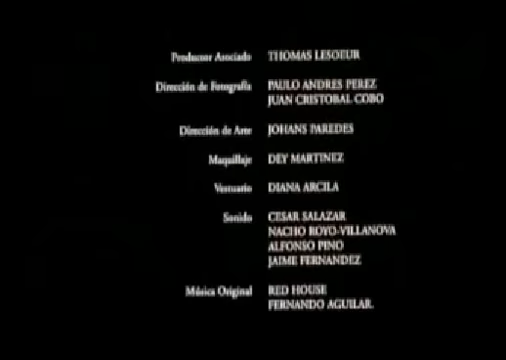 Productor Asociado THOMAS LESOEUR
Dirección de Fotografía PAULO ANDRES PEREZ
JUAN CRISTOBAL COBO
Dirección de Arte JOHANS PAREDES
Maquillaje DEY MARTINEZ
Vestuario DIANA ARCILA
Sonido CESAR SALAZAR
NACHO ROYO-VILLANOVA
ALFONSO PINO
JAIME FERNANDEZ
Música Original RED HOUSE
FERNANDO AGUILAR.